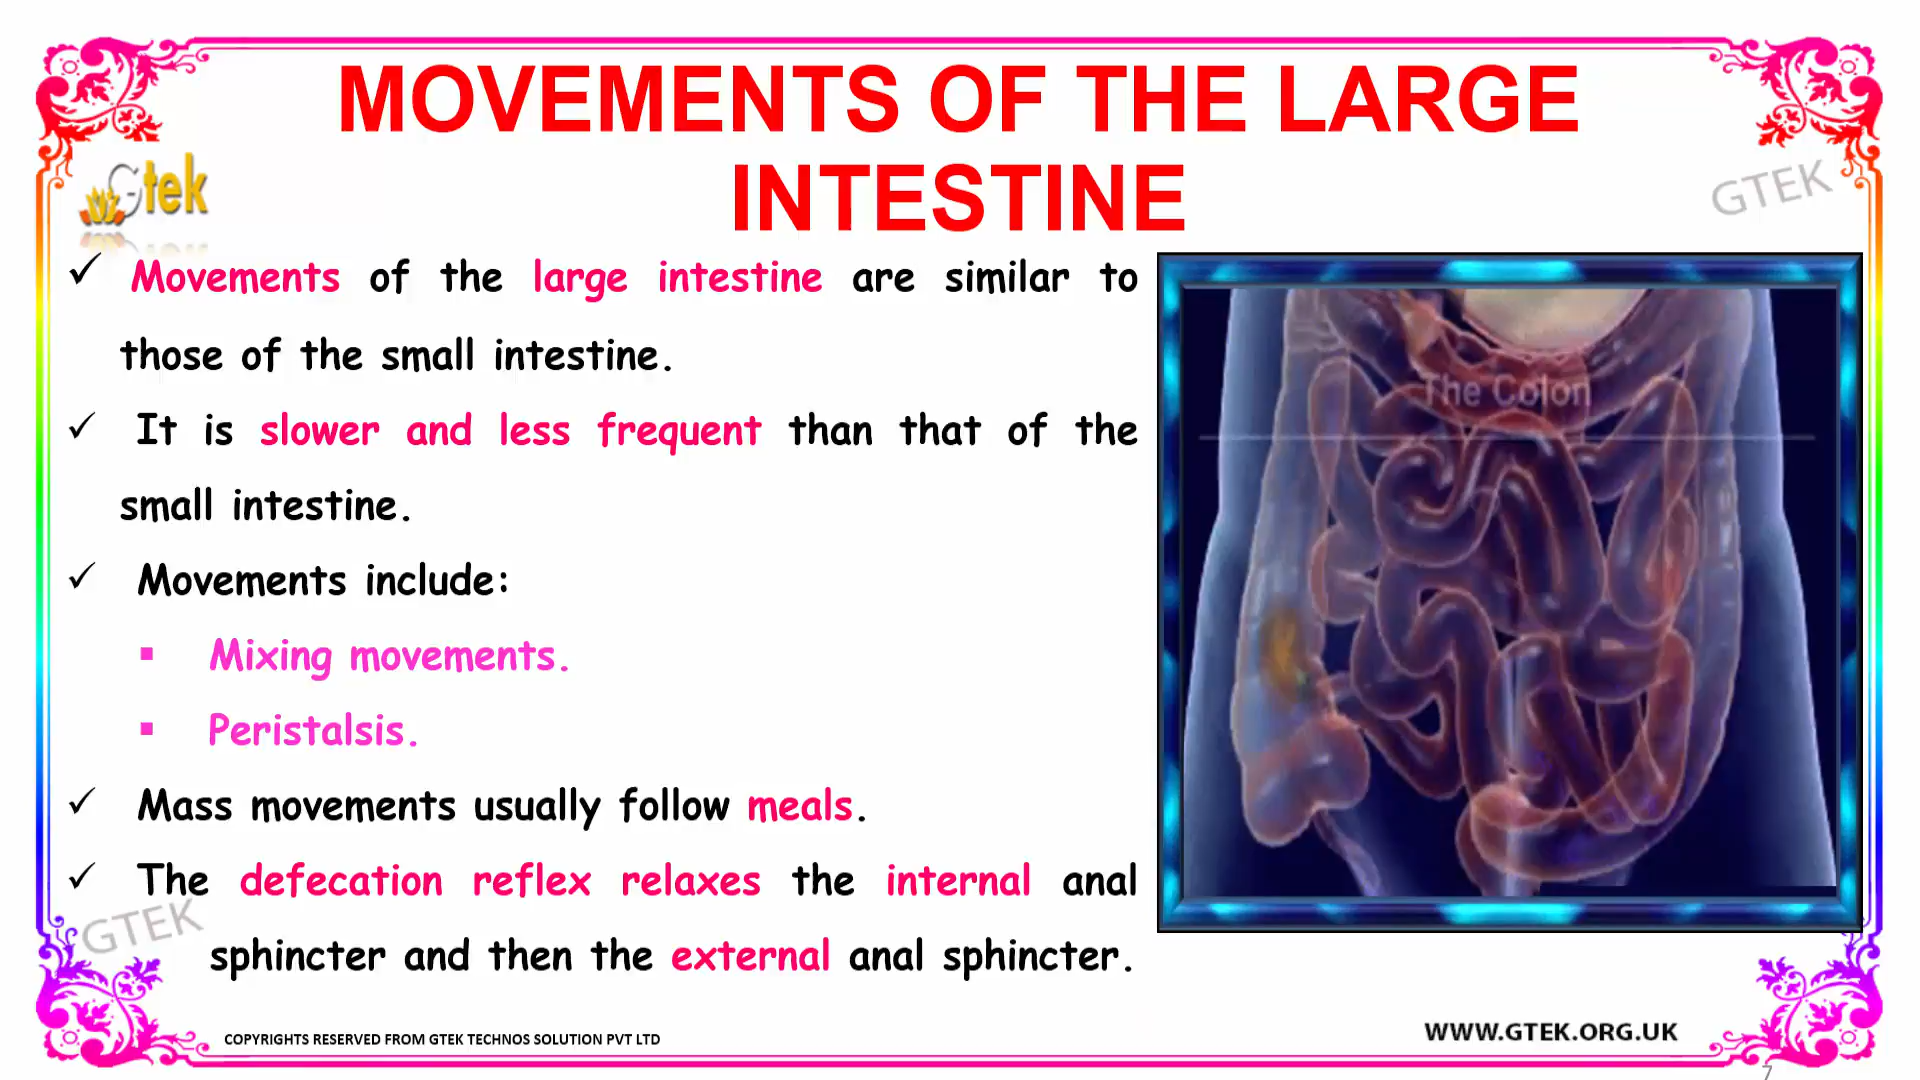 MOVEMENTS OF THE LARGE
INTESTINE
Gtek
GTEK
✓ Movements of the large intestine are similar to
those of the small intestine.
✓ It is slower and less frequent than that of the
small intestine.
✓ Movements include:
▪ Mixing movements.
▪ Peristalsis.
✓ Mass movements usually follow meals.
✓ The defecation reflex relaxes the internal anal
sphincter and then the external anal sphincter.
The Colon
GTEK
COPYRIGHTS RESERVED FROM GTEK TECHNOS SOLUTION PVT LTD
WWW.GTEK.ORG.UK
7